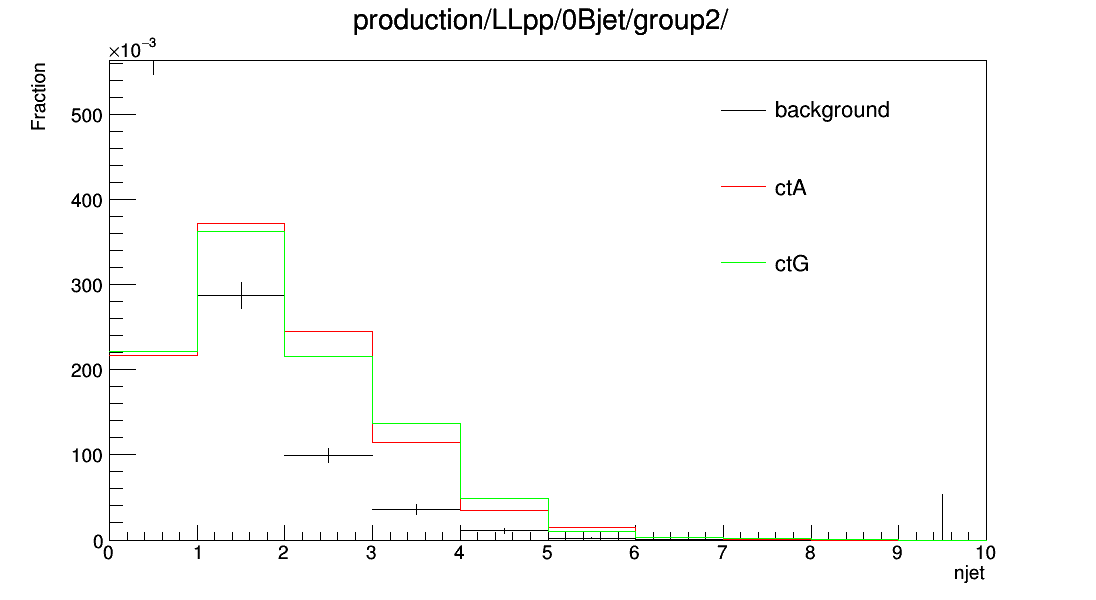 production/LLpp/0Bjet/group2/
×10⁻³
Fraction
500
400
300
200
100
0
background
ctA
ctG
0 1 2 3 4 5 6 7 8 9 10
njet